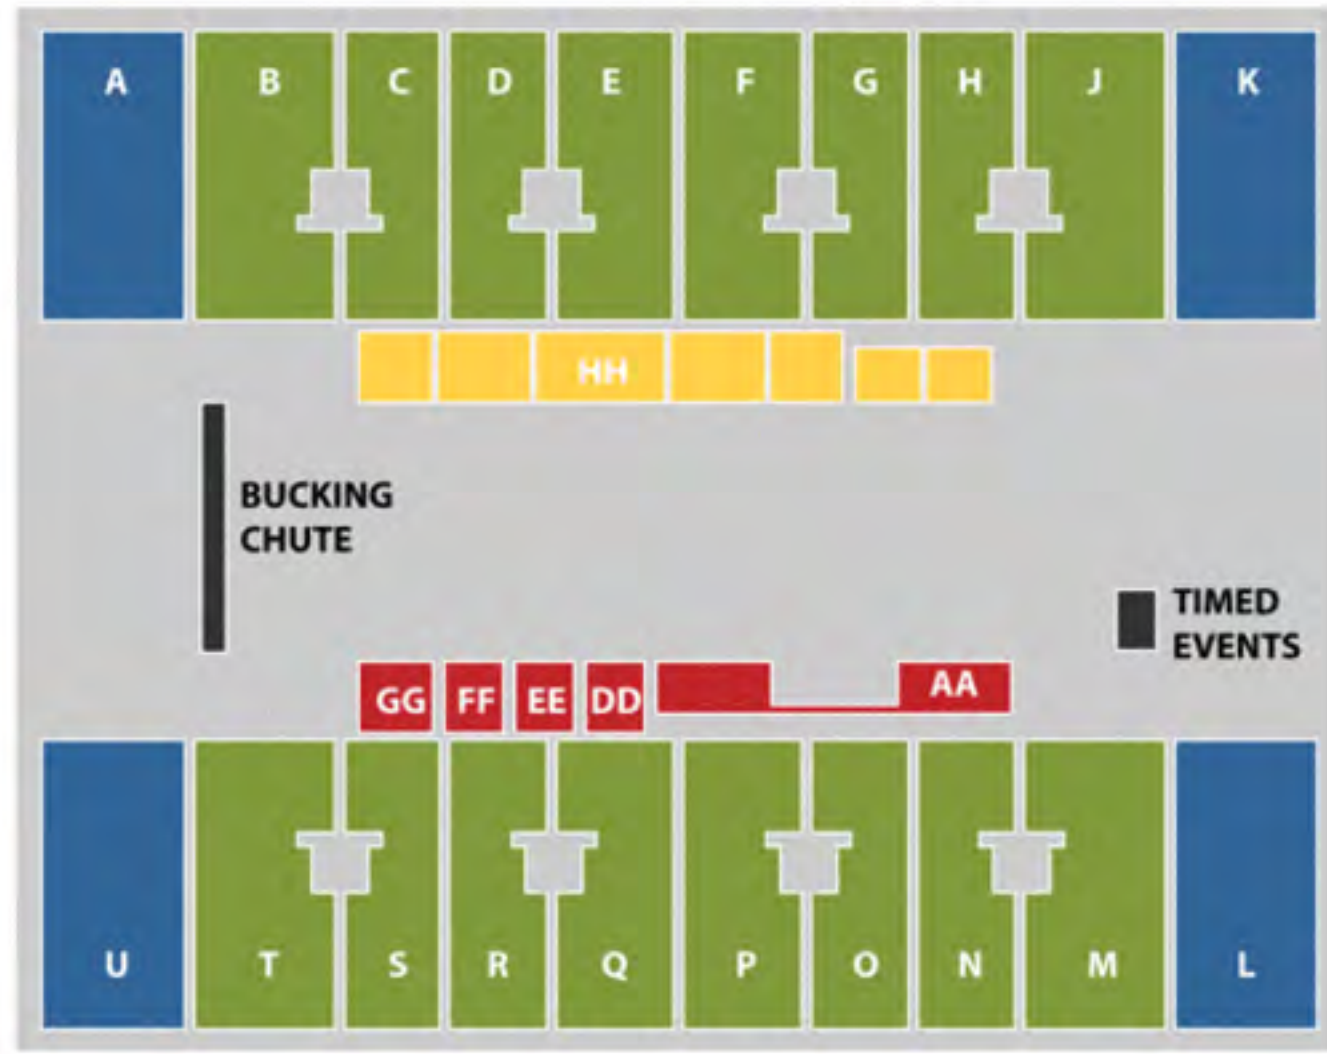 A B C D E F G H J K
HH
BUCKING
CHUTE
TIMED
EVENTS
GG FF EE DD AA
U T S R Q P O N M L